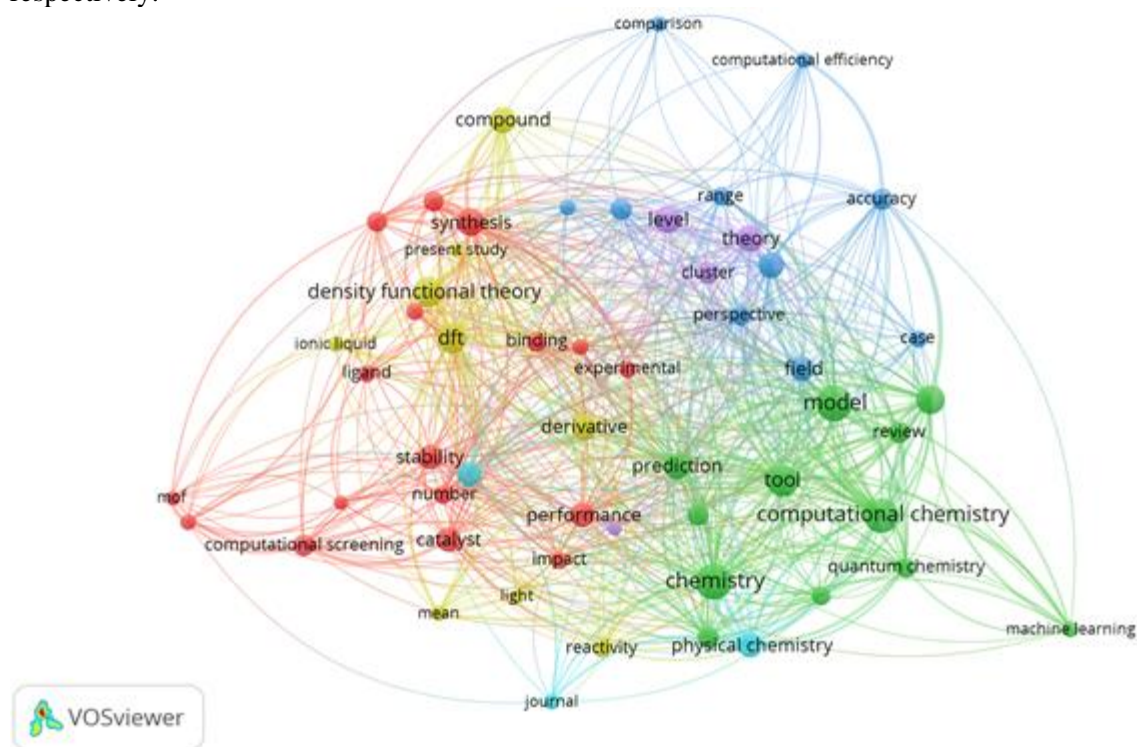 respectively.
comparison
computational efficiency
compound
range
accuracy
synthesis
level
present study
theory
cluster
density functional theory
perspective
ionic liquid
dft
binding
case
ligand
experimental
field
model
derivative
review
stability
prediction
mof
number
tool
computational screening
catalyst
performance
computational chemistry
impact
quantum chemistry
chemistry
light
mean
machine learning
reactivity
physical chemistry
journal
VOSviewer